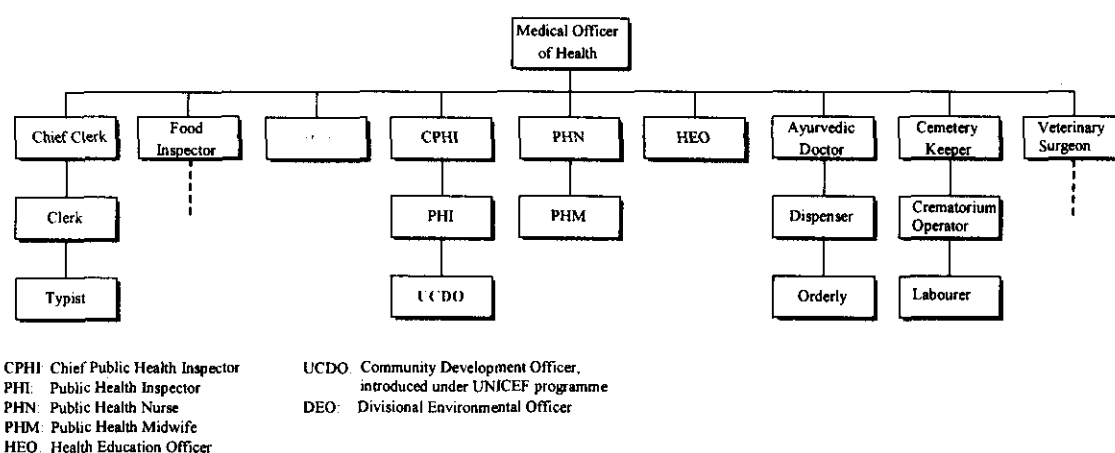 Medical Officer
of Health
Chief Clerk
Food
Inspector
CPHI
PHN
HEO
Ayurvedic
Doctor
Cemetery
Keeper
Veterinary
Surgeon
Clerk
PHI
PHM
Dispenser
Crematorium
Operator
Typist
UCDO
Orderly
Labourer
CPHI: Chief Public Health Inspector
PHI: Public Health Inspector
PHN: Public Health Nurse
PHM: Public Health Midwife
HEO: Health Education Officer
UCDO: Community Development Officer,
introduced under UNICEF programme
DEO: Divisional Environmental Officer